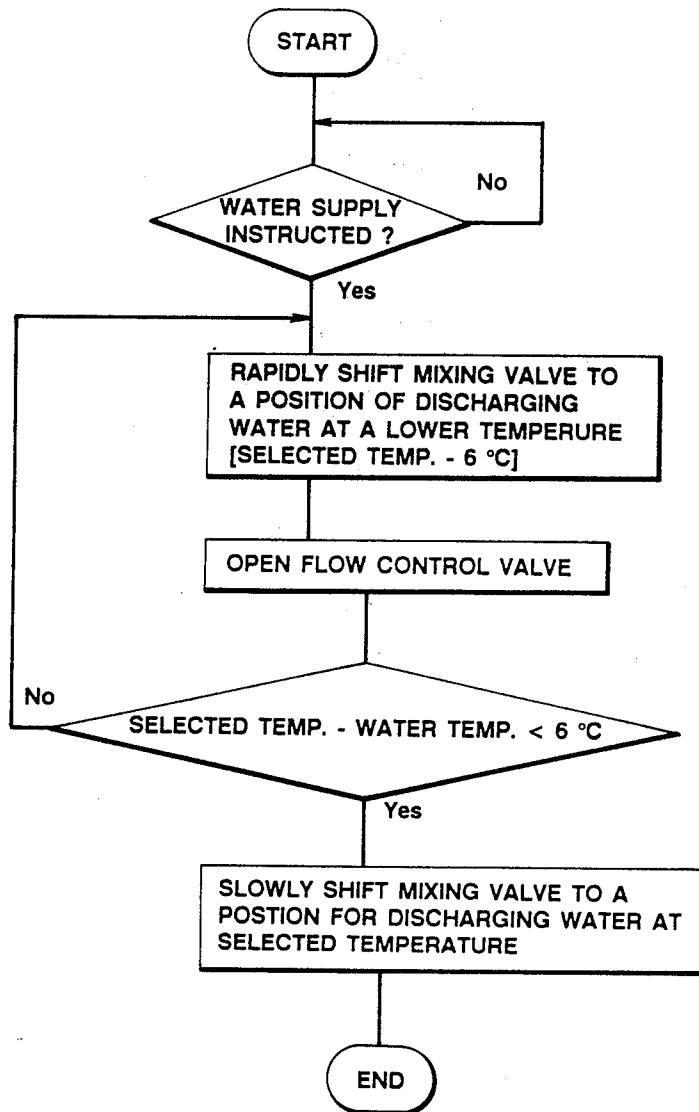 START
No
WATER SUPPLY
INSTRUCTED ?
Yes
RAPIDLY SHIFT MIXING VALVE TO
A POSITION OF DISCHARGING
WATER AT A LOWER TEMPERURE
[SELECTED TEMP. - 6 °C]
OPEN FLOW CONTROL VALVE
No
SELECTED TEMP. - WATER TEMP. < 6 °C
Yes
SLOWLY SHIFT MIXING VALVE TO A
POSTION FOR DISCHARGING WATER AT
SELECTED TEMPERATURE
END